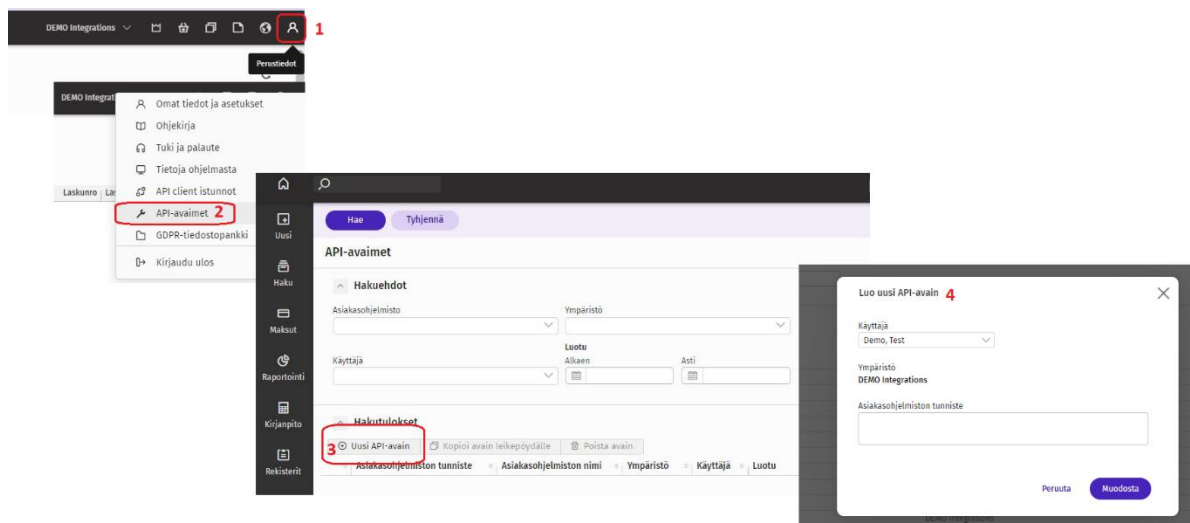 DEMO Integrations
1
Perustiedot
DEMO Integrat
Omat tiedot ja asetukset
Ohjekirja
Tuki ja palaute
Tietoja ohjelmasta
Laskunro
API client istunnot
API-avaimet 2
GDPR-tiedostopankki
Kirjaudu ulos
Uusi
Haku
Maksut
Raportointi
Kirjanpito
Rekisterit
Hae
Tyhjennä
API-avaimet
Hakuehdot
Asiakasohjelmisto
Ympäristö
Luotu
Käyttäjä
Alkaen
Asti
Hakutulokset
3 Uusi API-avain
Kopioi avain leikepöydälle
Poista avain
Asiakasohjelmiston tunniste
Asiakasohjelmiston nimi
Ympäristö
Käyttäjä
Luotu
Luo uusi API-avain 4
Käyttäjä
Demo, Test
Ympäristö
DEMO Integrations
Asiakasohjelmiston tunniste
Peruuta
Muodosta
DEMO Integrations